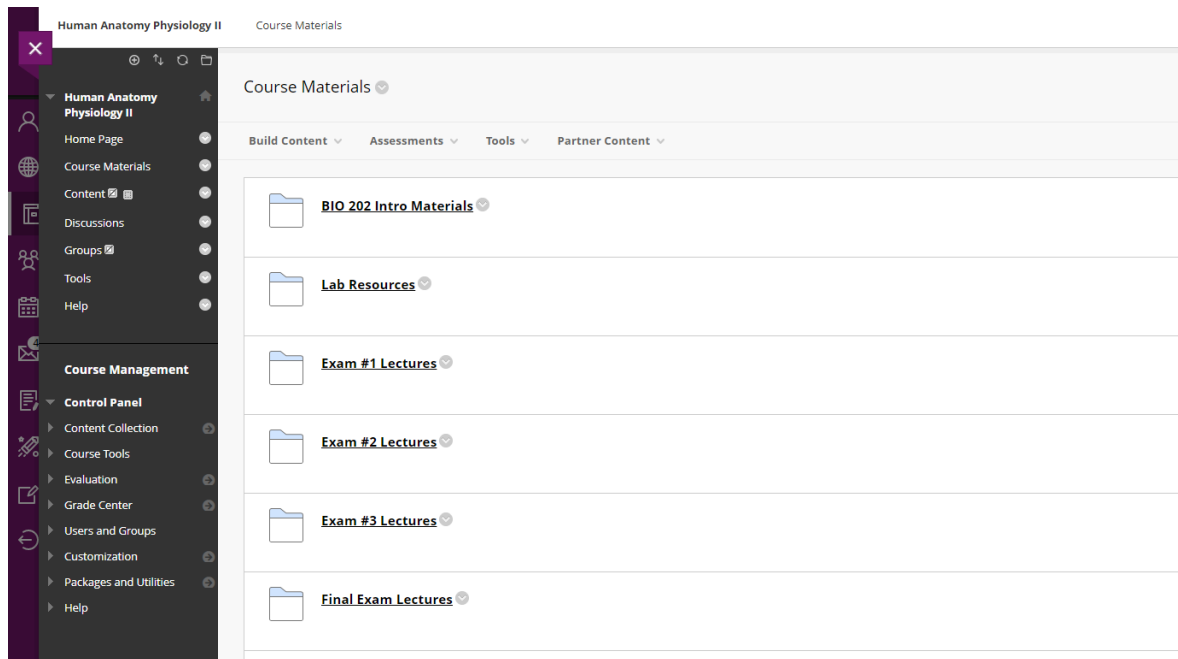 Human Anatomy Physiology II
Course Materials
Human Anatomy
Physiology II
Home Page
Course Materials
Content
Discussions
Groups
Tools
Help
4
Course Management
Control Panel
Content Collection
Course Tools
Evaluation
Grade Center
Users and Groups
Customization
Packages and Utilities
Help
Course Materials
Build Content
Assessments
Tools
Partner Content
BIO 202 Intro Materials
Lab Resources
Exam #1 Lectures
Exam #2 Lectures
Exam #3 Lectures
Final Exam Lectures